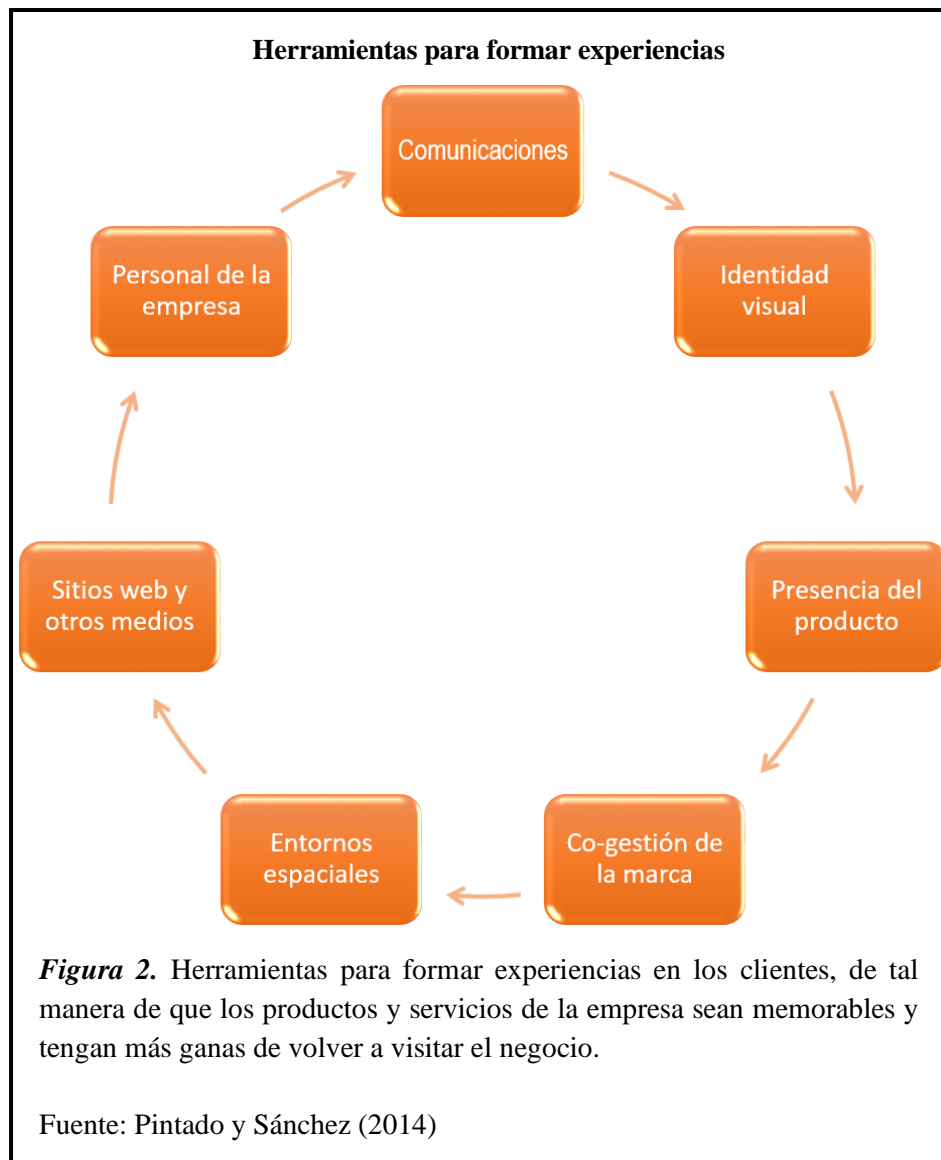 Herramientas para formar experiencias
Comunicaciones
Identidad
visual
Presencia del
producto
Co-gestión de
la marca
Entornos
espaciales
Sitios web y
otros medios
Personal de la
empresa
Figura 2. Herramientas para formar experiencias en los clientes, de tal
manera de que los productos y servicios de la empresa sean memorables y
tengan más ganas de volver a visitar el negocio.
Fuente: Pintado y Sánchez (2014)